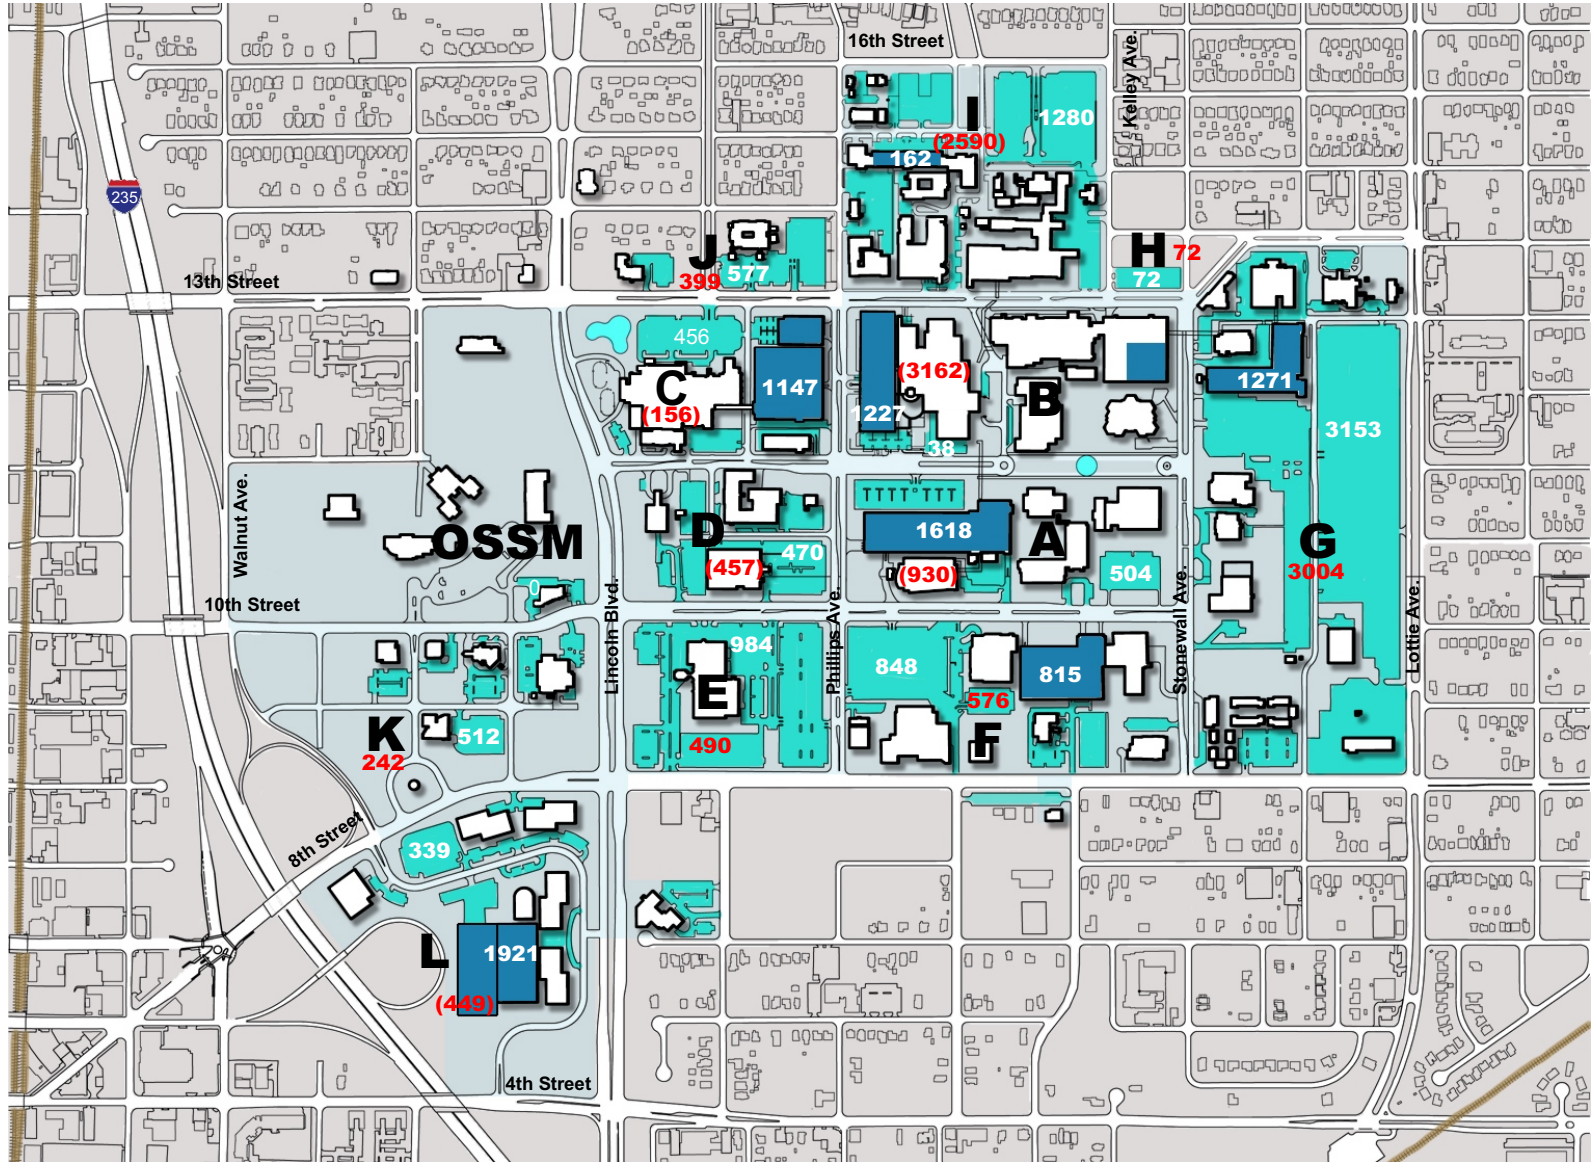 16th Street
Kelley Ave.
I
1280
(2590)
162
235
J
H
72
13th Street
399
577
72
456
C
(156)
1147
(3162)
1227
38
B
1271
3153
Walnut Ave.
OSSM
D
(457)
470
TTTT TTT
1618
(930)
A
504
G
3004
0
10th Street
Lincoln Blvd.
Phillips Ave.
Stonewall Ave.
Lottie Ave.
984
E
490
848
576
815
F
K
242
512
8th Street
339
L
1921
(449)
4th Street